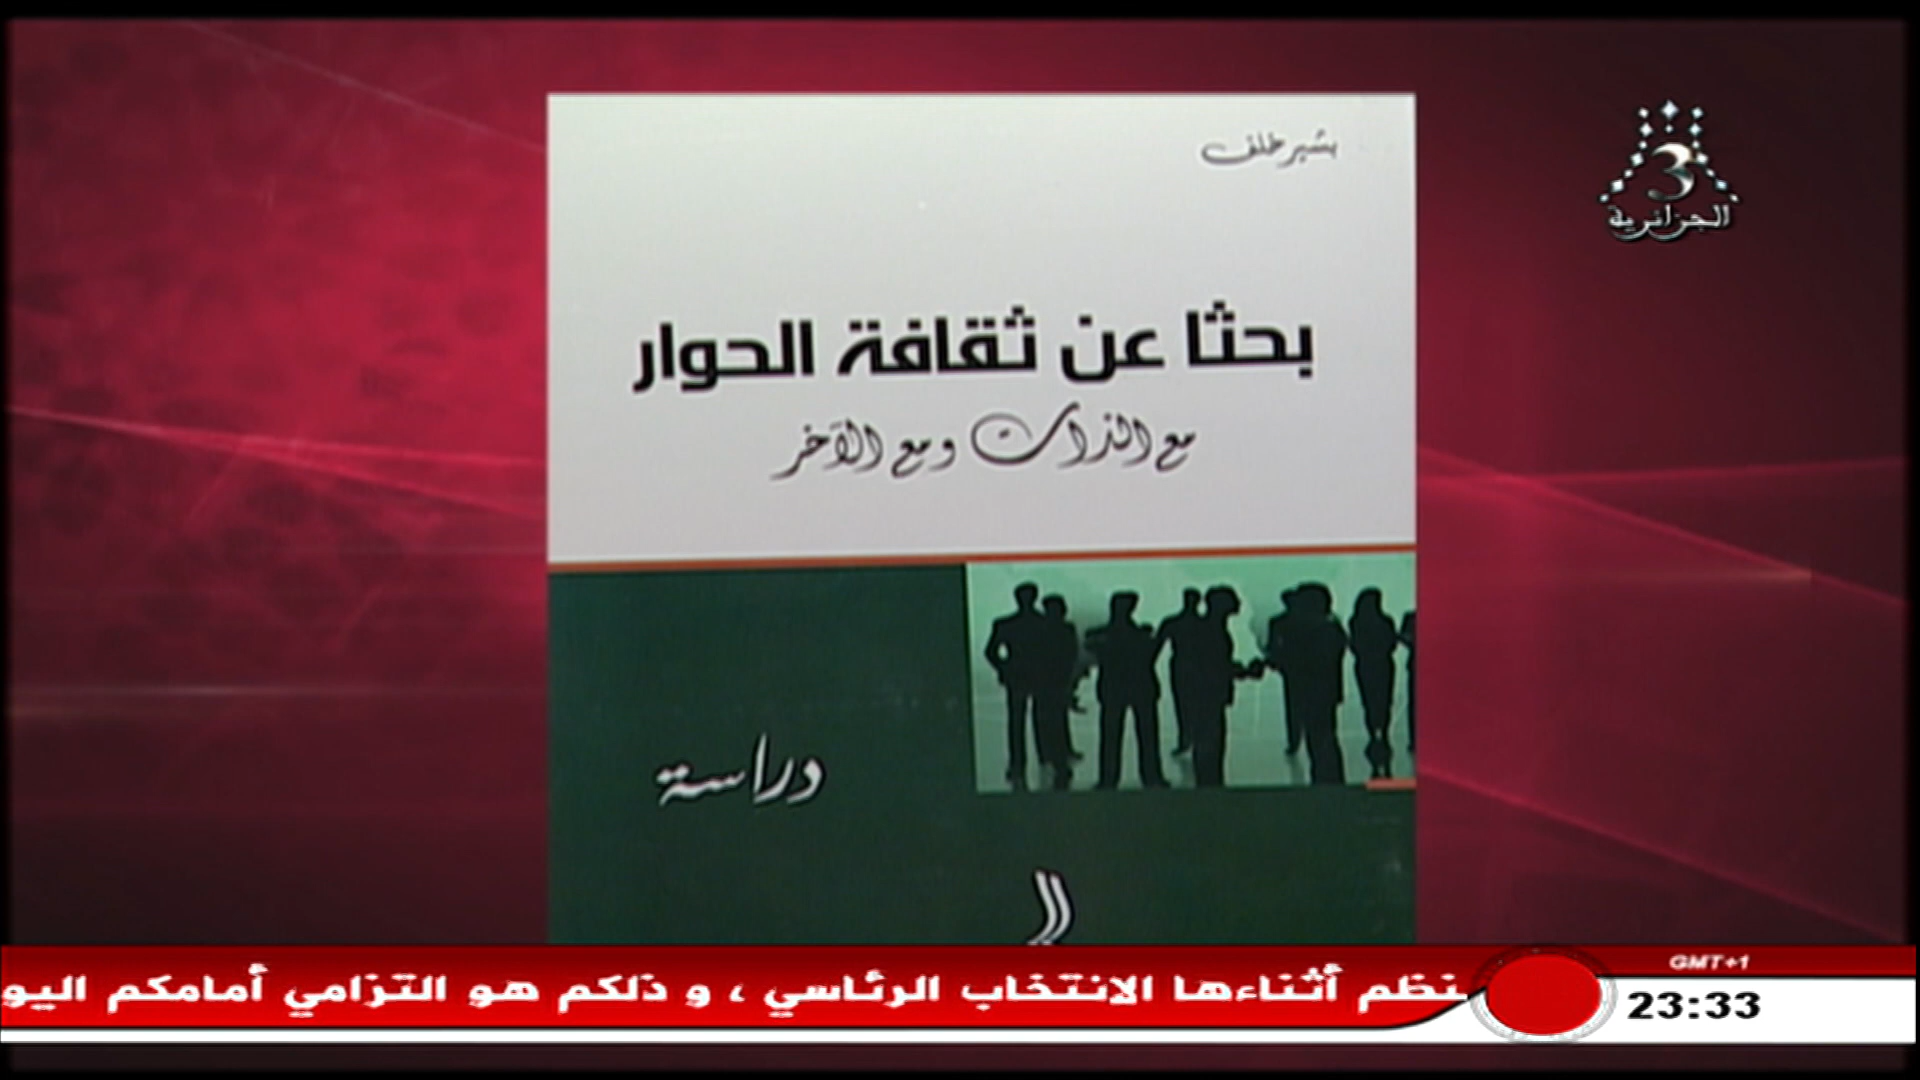 بشير خلف
3
الجزائرية
بحثا عن ثقافة الحوار
مع الذات ومع الآخر
دراسة
نظم أثناءها الانتخاب الرئاسي ، و ذلكم هو التزامي أمامكم اليو
GMT+1
23:33